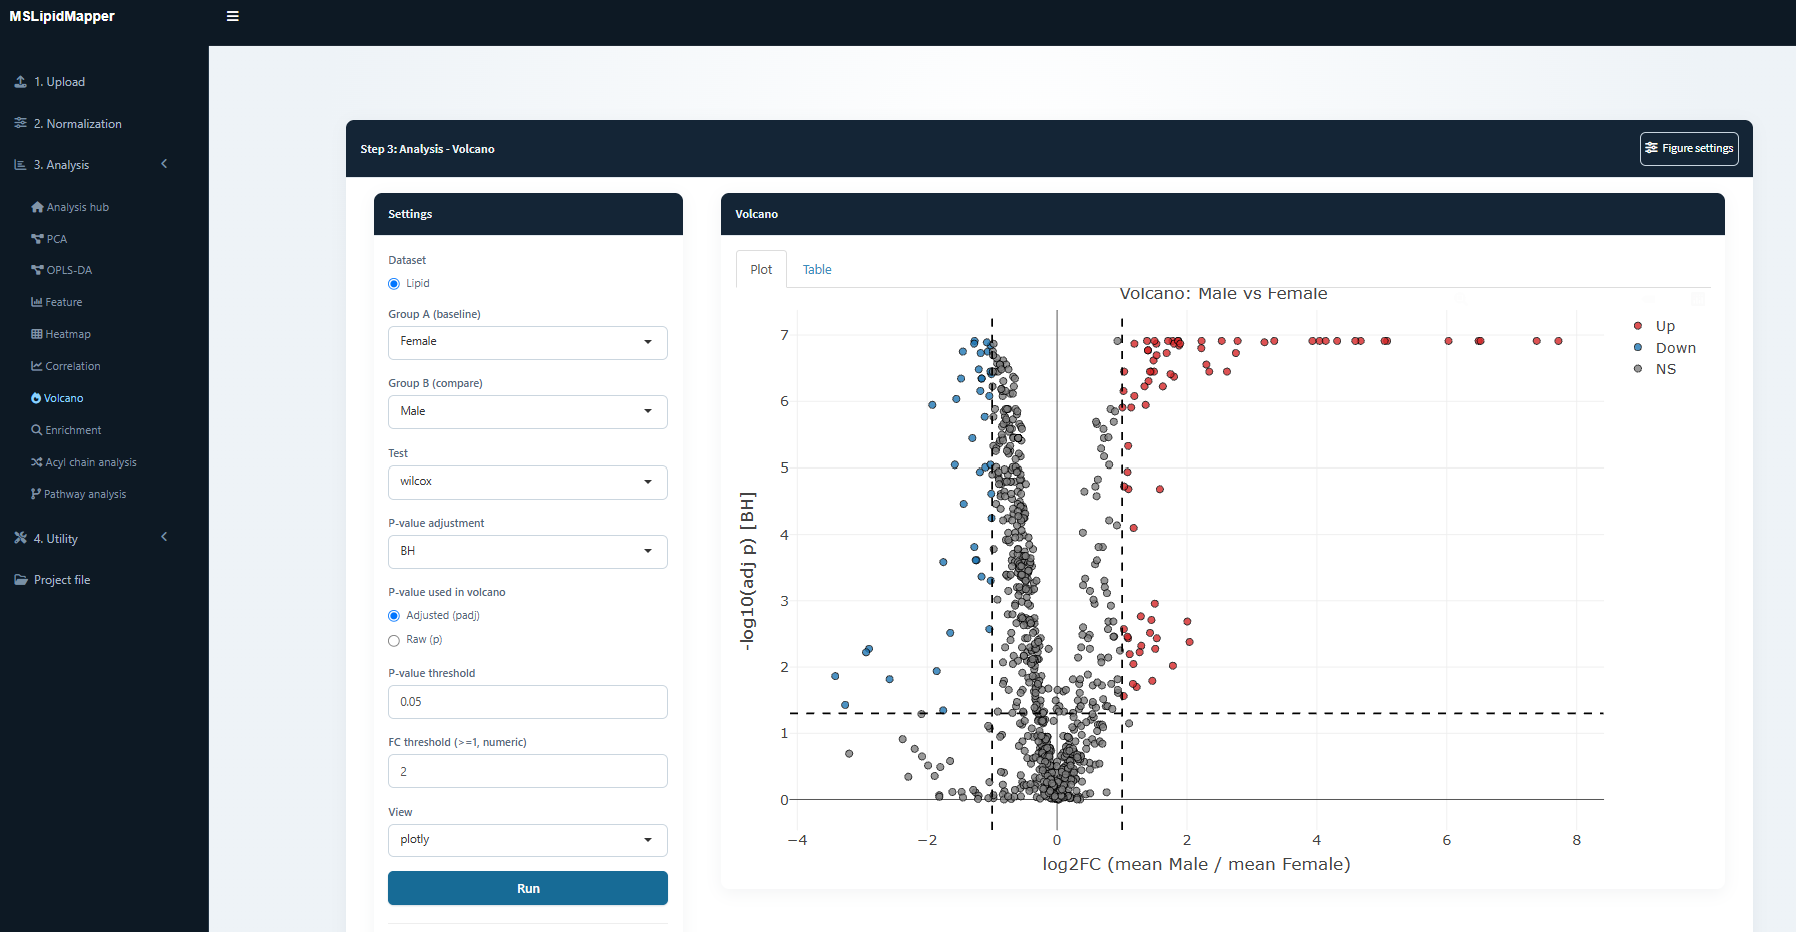 MSLipidMapper
1. Upload
2. Normalization
3. Analysis
Analysis hub
PCA
OPLS-DA
Feature
Heatmap
Correlation
Volcano
Enrichment
Acyl chain analysis
Pathway analysis
4. Utility
Project file
Step 3: Analysis - Volcano
Figure settings
Settings
Dataset
Lipid
Group A (baseline)
Female
Group B (compare)
Male
Test
wilcox
P-value adjustment
BH
P-value used in volcano
Adjusted (padj)
Raw (p)
P-value threshold
0.05
FC threshold (>=1, numeric)
2
View
plotly
Run
Volcano
Plot
Table
Volcano: Male vs Female
Up
Down
NS
-log10(adj p) [BH]
7
6
5
4
3
2
1
0
−4
−2
0
2
4
6
8
log2FC (mean Male / mean Female)